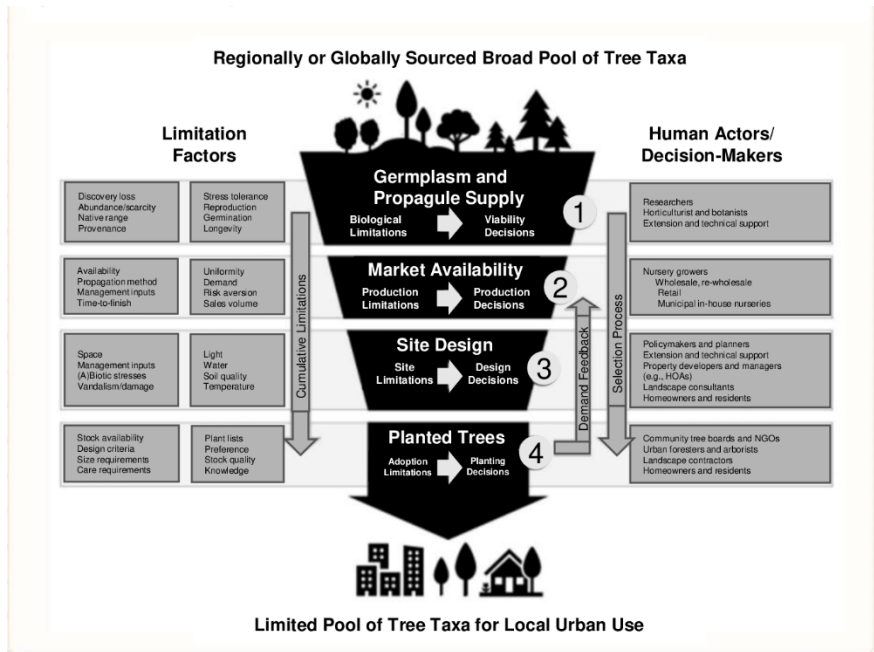 Regionally or Globally Sourced Broad Pool of Tree Taxa
Limitation
Factors
Human Actors/
Decision-Makers
Germplasm and
Propagule Supply
Biological
Limitations
Viability
Decisions
1
Discovery loss
Abundance/scarcity
Native range
Provenance
Stress tolerance
Reproduction
Germination
Longevity
Researchers
Horticulturist and botanists
Extension and technical support
Market Availability
Production
Limitations
Production
Decisions
2
Availability
Propagation method
Management inputs
Time-to-finish
Uniformity
Demand
Risk aversion
Sales volume
Nursery growers
Wholesale, re-wholesale
Retail
Municipal in-house nurseries
Site Design
Site
Limitations
Design
Decisions
3
Space
Management inputs
(A)Biotic stresses
Vandalism/damage
Light
Water
Soil quality
Temperature
Policymakers and planners
Extension and technical support
Property developers and managers
(e.g., HOAs)
Landscape consultants
Homeowners and residents
Planted Trees
Adoption
Limitations
Planting
Decisions
4
Stock availability
Design criteria
Size requirements
Care requirements
Plant lists
Preference
Stock quality
Knowledge
Community tree boards and NGOs
Urban foresters and arborists
Landscape contractors
Homeowners and residents
Cumulative Limitations
Demand Feedback
Selection Process
Limited Pool of Tree Taxa for Local Urban Use